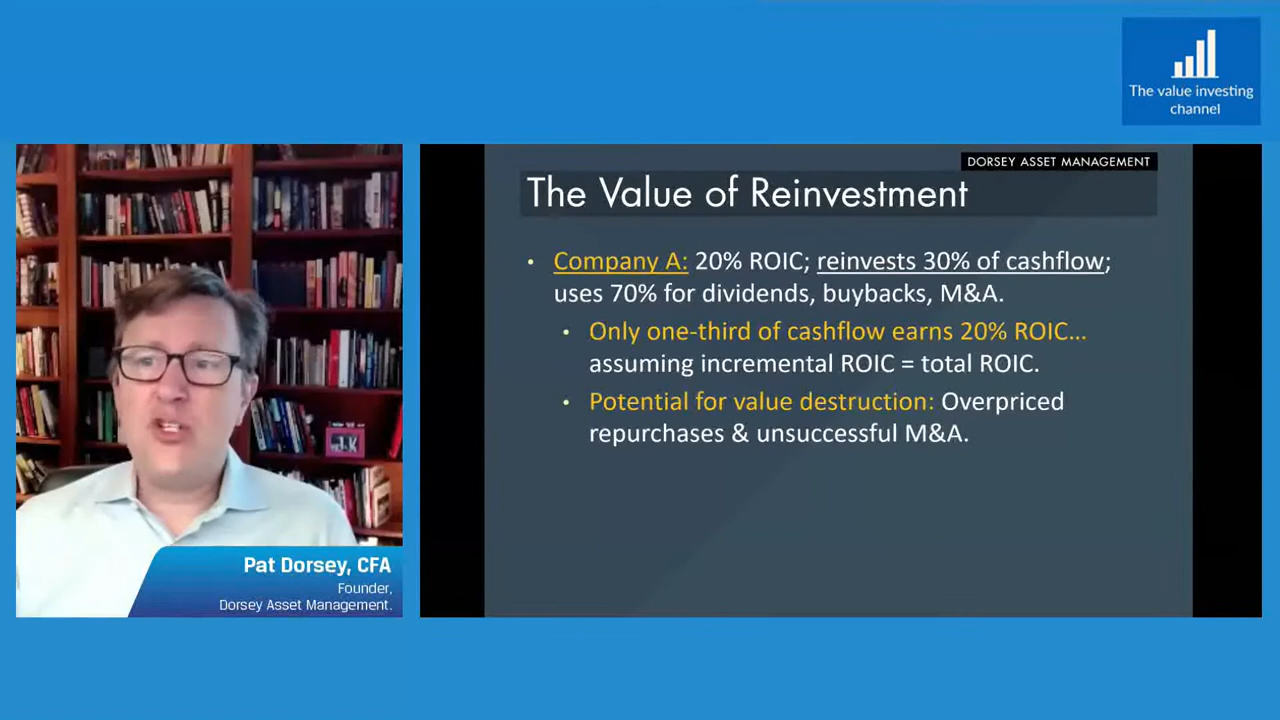 The value investing
channel
DORSEY ASSET MANAGEMENT
The Value of Reinvestment
• Company A: 20% ROIC; reinvests 30% of cashflow;
uses 70% for dividends, buybacks, M&A.
• Only one-third of cashflow earns 20% ROIC...
assuming incremental ROIC = total ROIC.
• Potential for value destruction: Overpriced
repurchases & unsuccessful M&A.
Pat Dorsey, CFA
Founder,
Dorsey Asset Management.